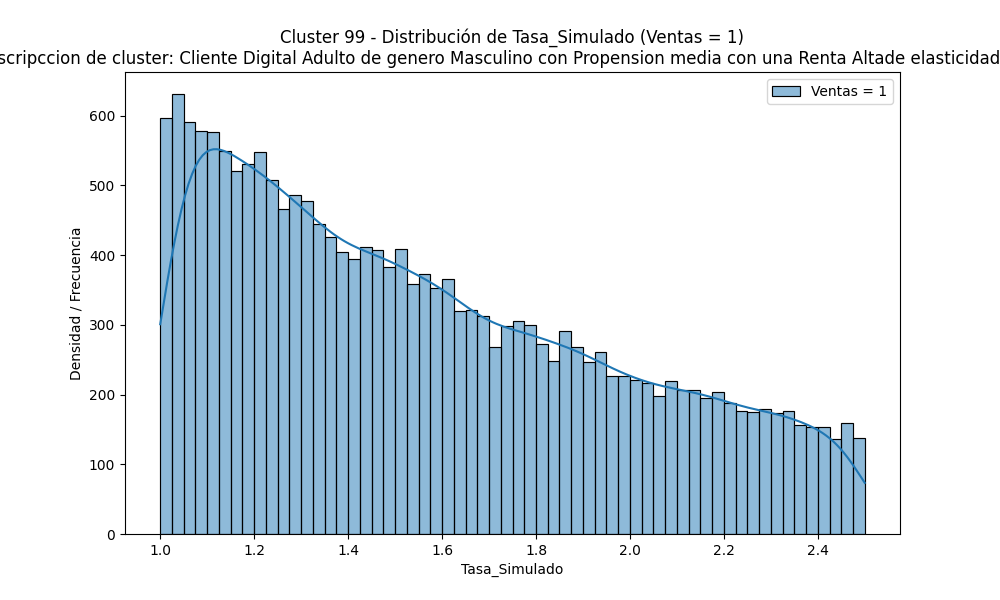 Cluster 99 - Distribución de Tasa_Simulado (Ventas = 1)
scripccion de cluster: Cliente Digital Adulto de genero Masculino con Propension media con una Renta Altade elasticidad
Ventas = 1
600
500
400
300
200
100
0
Densidad / Frecuencia
1.0 1.2 1.4 1.6 1.8 2.0 2.2 2.4
Tasa_Simulado